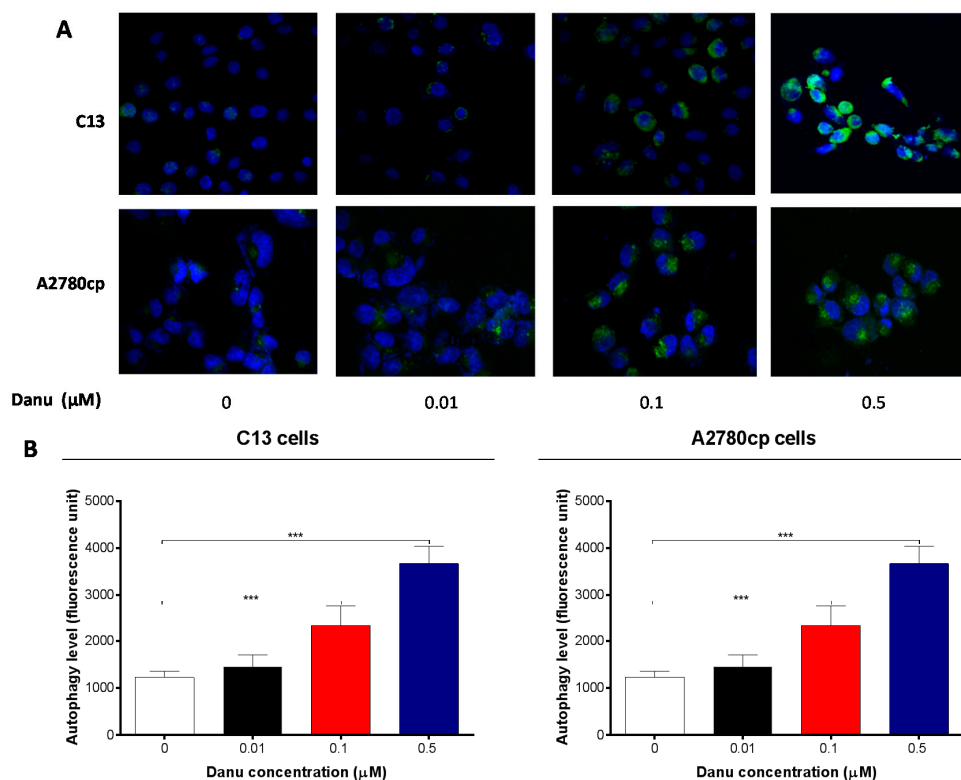 A
C13
A2780cp
Danu (μM) 0 0.01 0.1 0.5
B
C13 cells
Autophagy level (fluorescence unit)
5000
4000
3000
2000
1000
0
***
***
0 0.01 0.1 0.5
Danu concentration (μM)
A2780cp cells
Autophagy level (fluorescence unit)
5000
4000
3000
2000
1000
0
***
***
0 0.01 0.1 0.5
Danu concentration (μM)